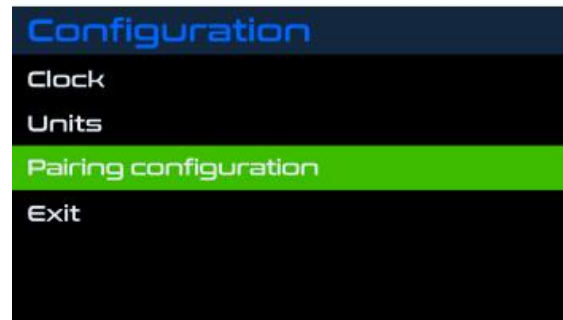 Configuration
Clock
Units
Pairing configuration
Exit